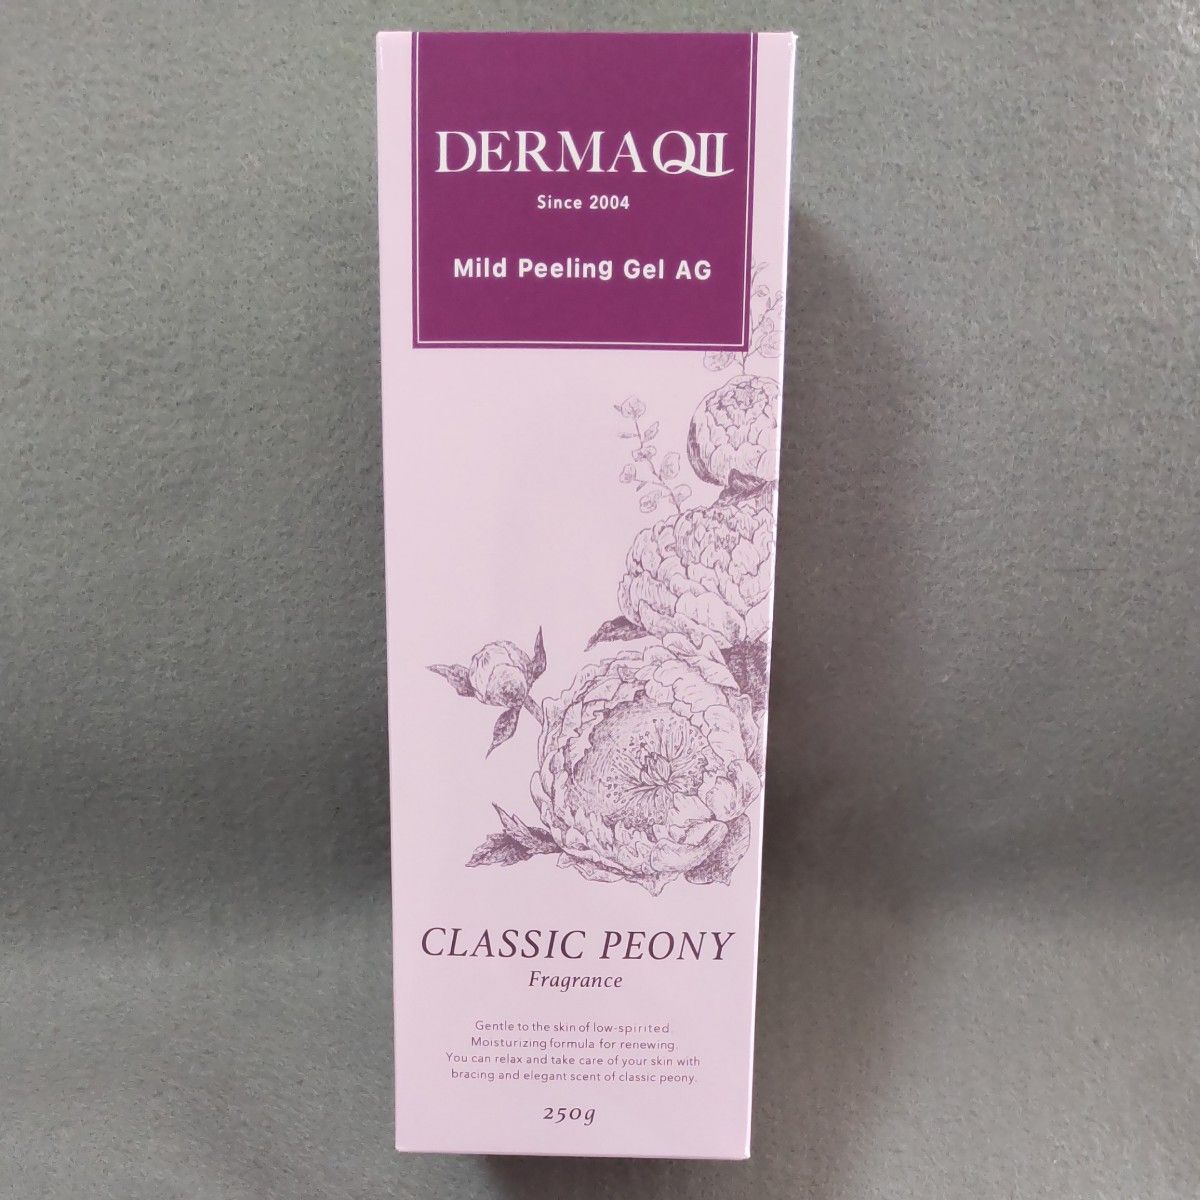 DERMAQII
Since 2004
Mild Peeling Gel AG
CLASSIC PEONY
Fragrance
Gentle to the skin of low-spirited.
Moisturizing formula for renewing.
You can relax and take care of your skin with
bracing and elegant scent of classic peony.
250g